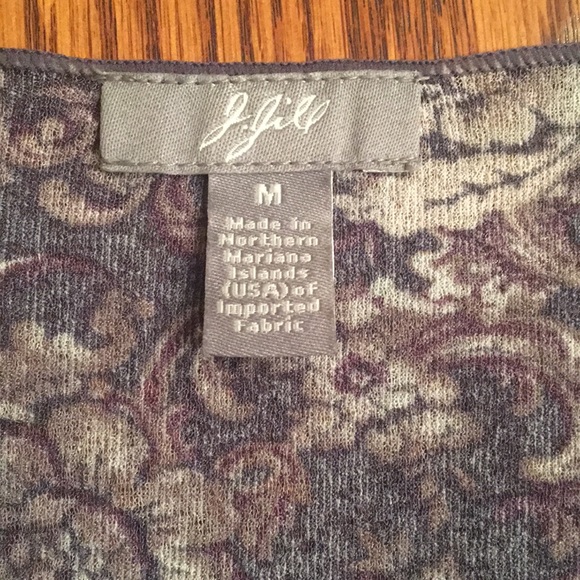 J.Jill
M
Made in
Northern
Mariana
Islands
(USA) of
Imported
Fabric